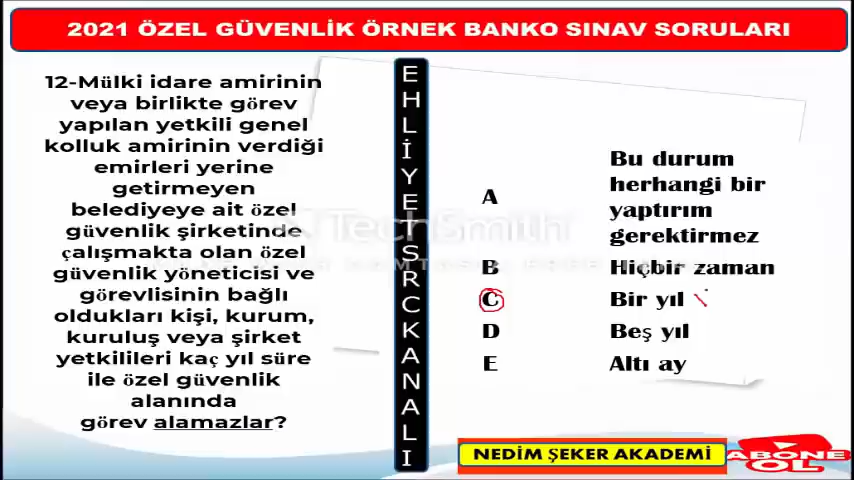 2021 ÖZEL GÜVENLİK ÖRNEK BANKO SINAV SORULARI
12-Mülki idare amirinin
veya birlikte görev
yapılan yetkili genel
kolluk amirinin verdiği
emirleri yerine
getirmeyen
belediyeye ait özel
güvenlik şirketinde
çalışmakta olan özel
güvenlik yöneticisi ve
görevlisinin bağlı
oldukları kişi, kurum,
kuruluş veya şirket
yetkilileri kaç yıl süre
ile özel güvenlik
alanında
görev alamazlar?
EHLİYETSRCKANALI
A
Bu durum
herhangi bir
yaptırım
gerektirmez
B Hiçbir zaman
C Bir yıl
D Beş yıl
E Altı ay
TechSmith
NEDİM ŞEKER AKADEMİ
ABONE
OL